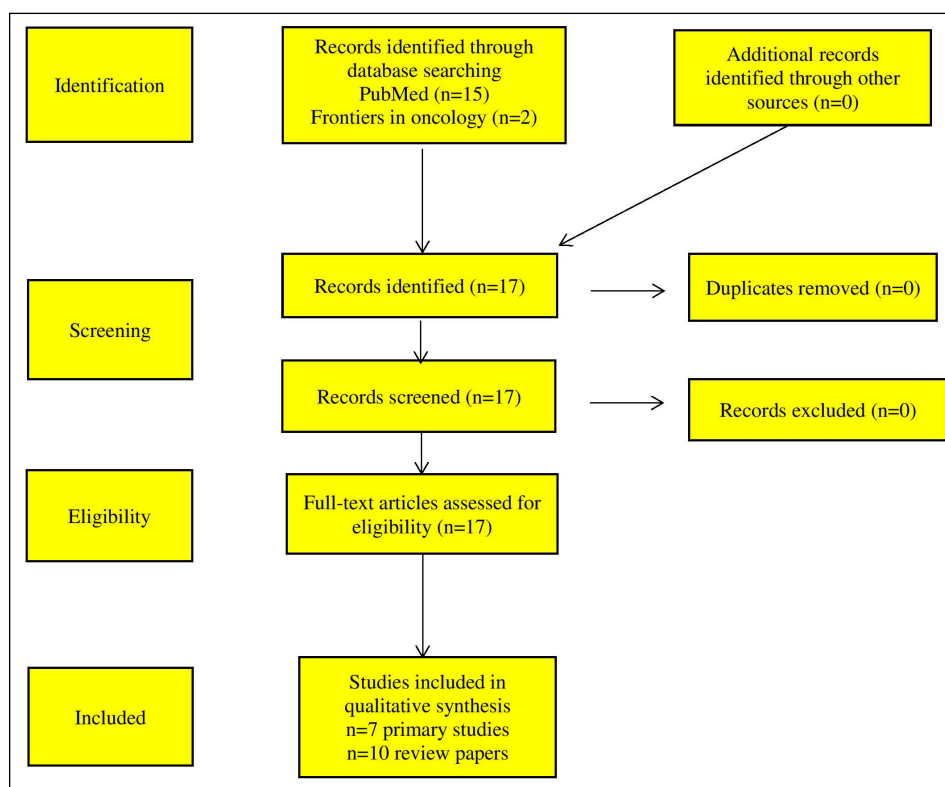 Identification
Records identified through
database searching
PubMed (n=15)
Frontiers in oncology (n=2)
Additional records
identified through other
sources (n=0)
Screening
Records identified (n=17)
Duplicates removed (n=0)
Records screened (n=17)
Records excluded (n=0)
Eligibility
Full-text articles assessed for
eligibility (n=17)
Included
Studies included in
qualitative synthesis
n=7 primary studies
n=10 review papers